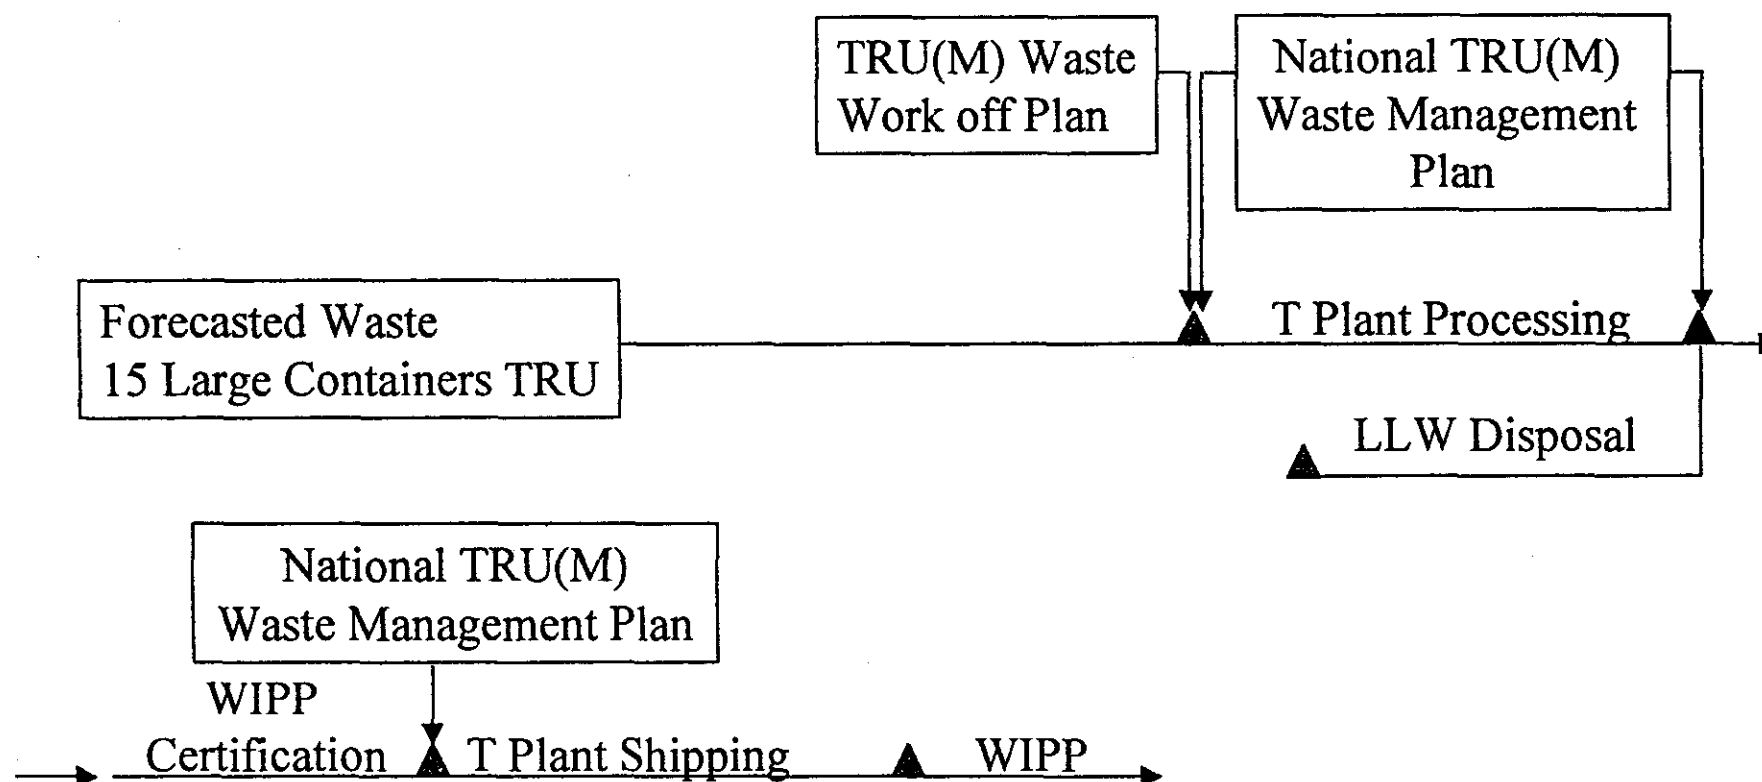 TRU(M) Waste
Work off Plan
National TRU(M)
Waste Management
Plan
Forecasted Waste
15 Large Containers TRU
T Plant Processing
LLW Disposal
National TRU(M)
Waste Management Plan
WIPP
Certification
T Plant Shipping
WIPP